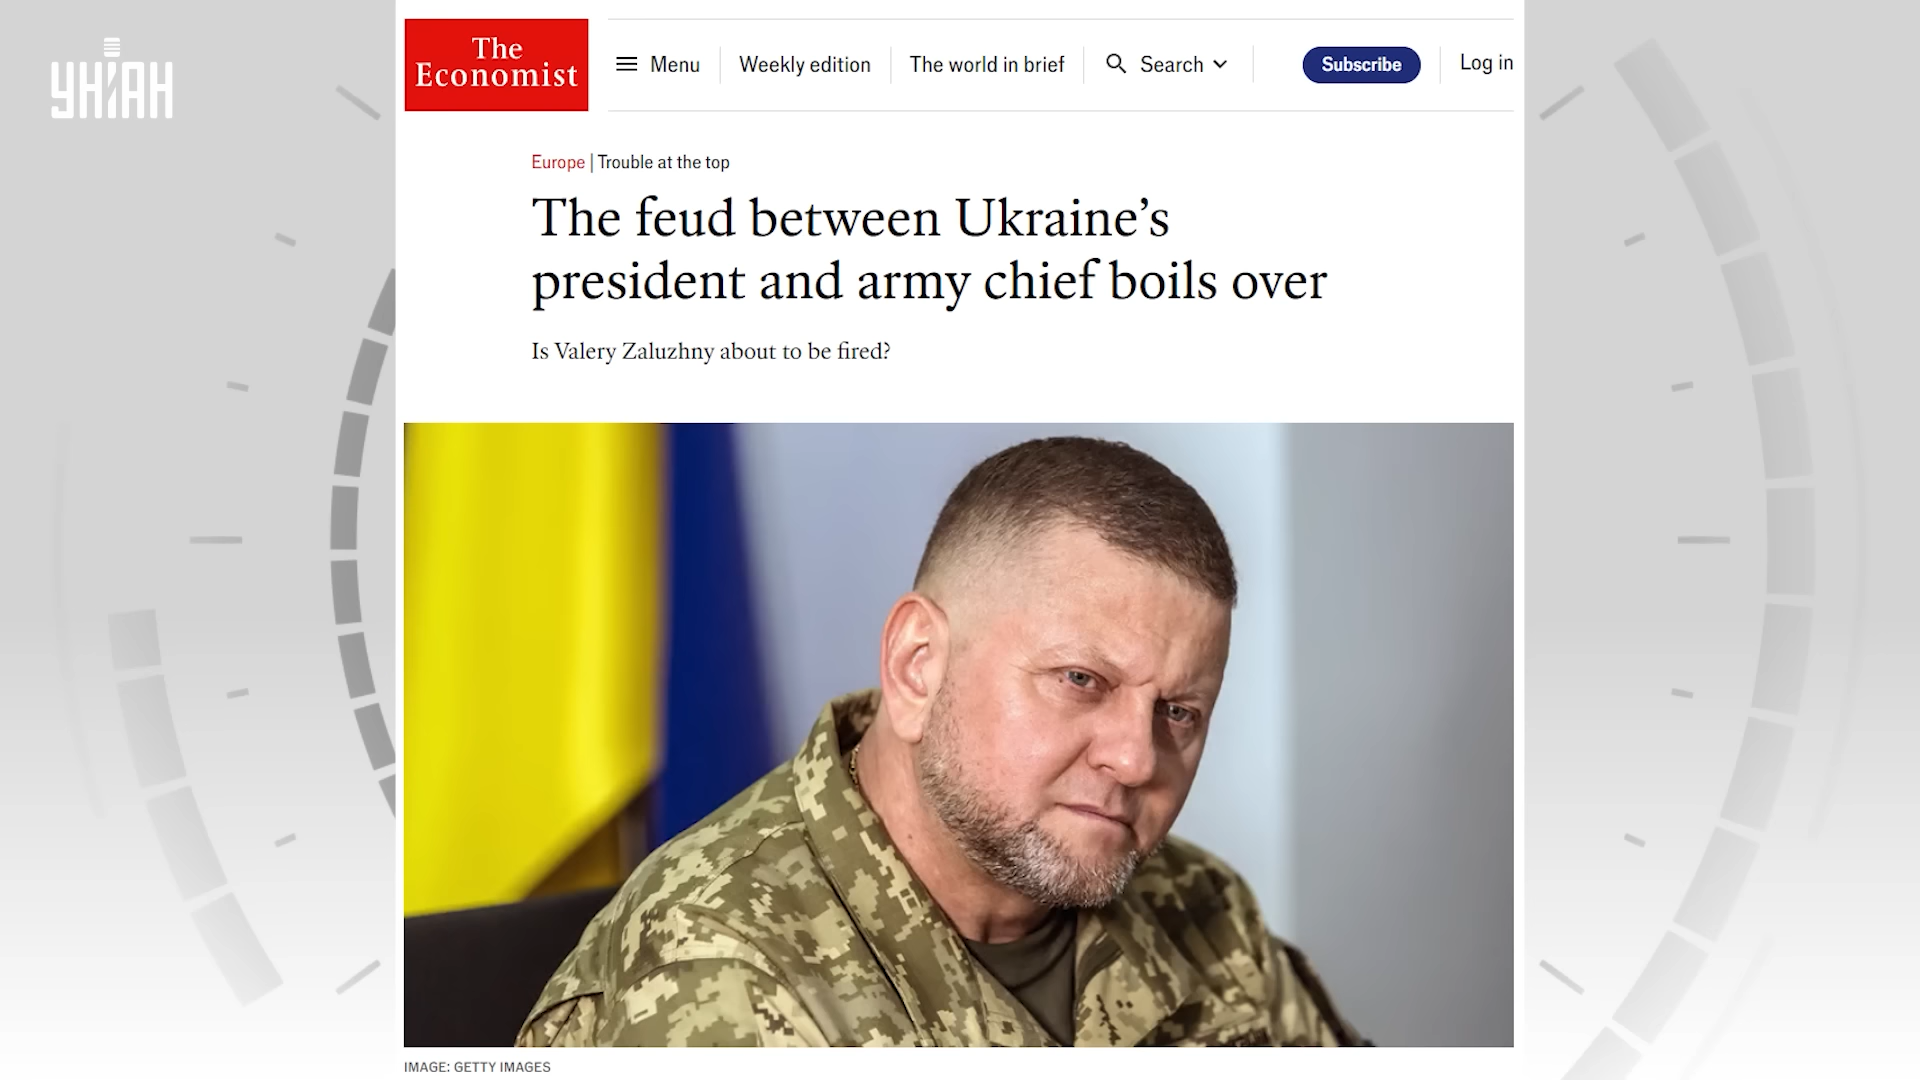 УНІАН
The
Economist
Menu
Weekly edition
The world in brief
Search
Subscribe
Log in
Europe | Trouble at the top
The feud between Ukraine’s
president and army chief boils over
Is Valery Zaluzhny about to be fired?
IMAGE: GETTY IMAGES